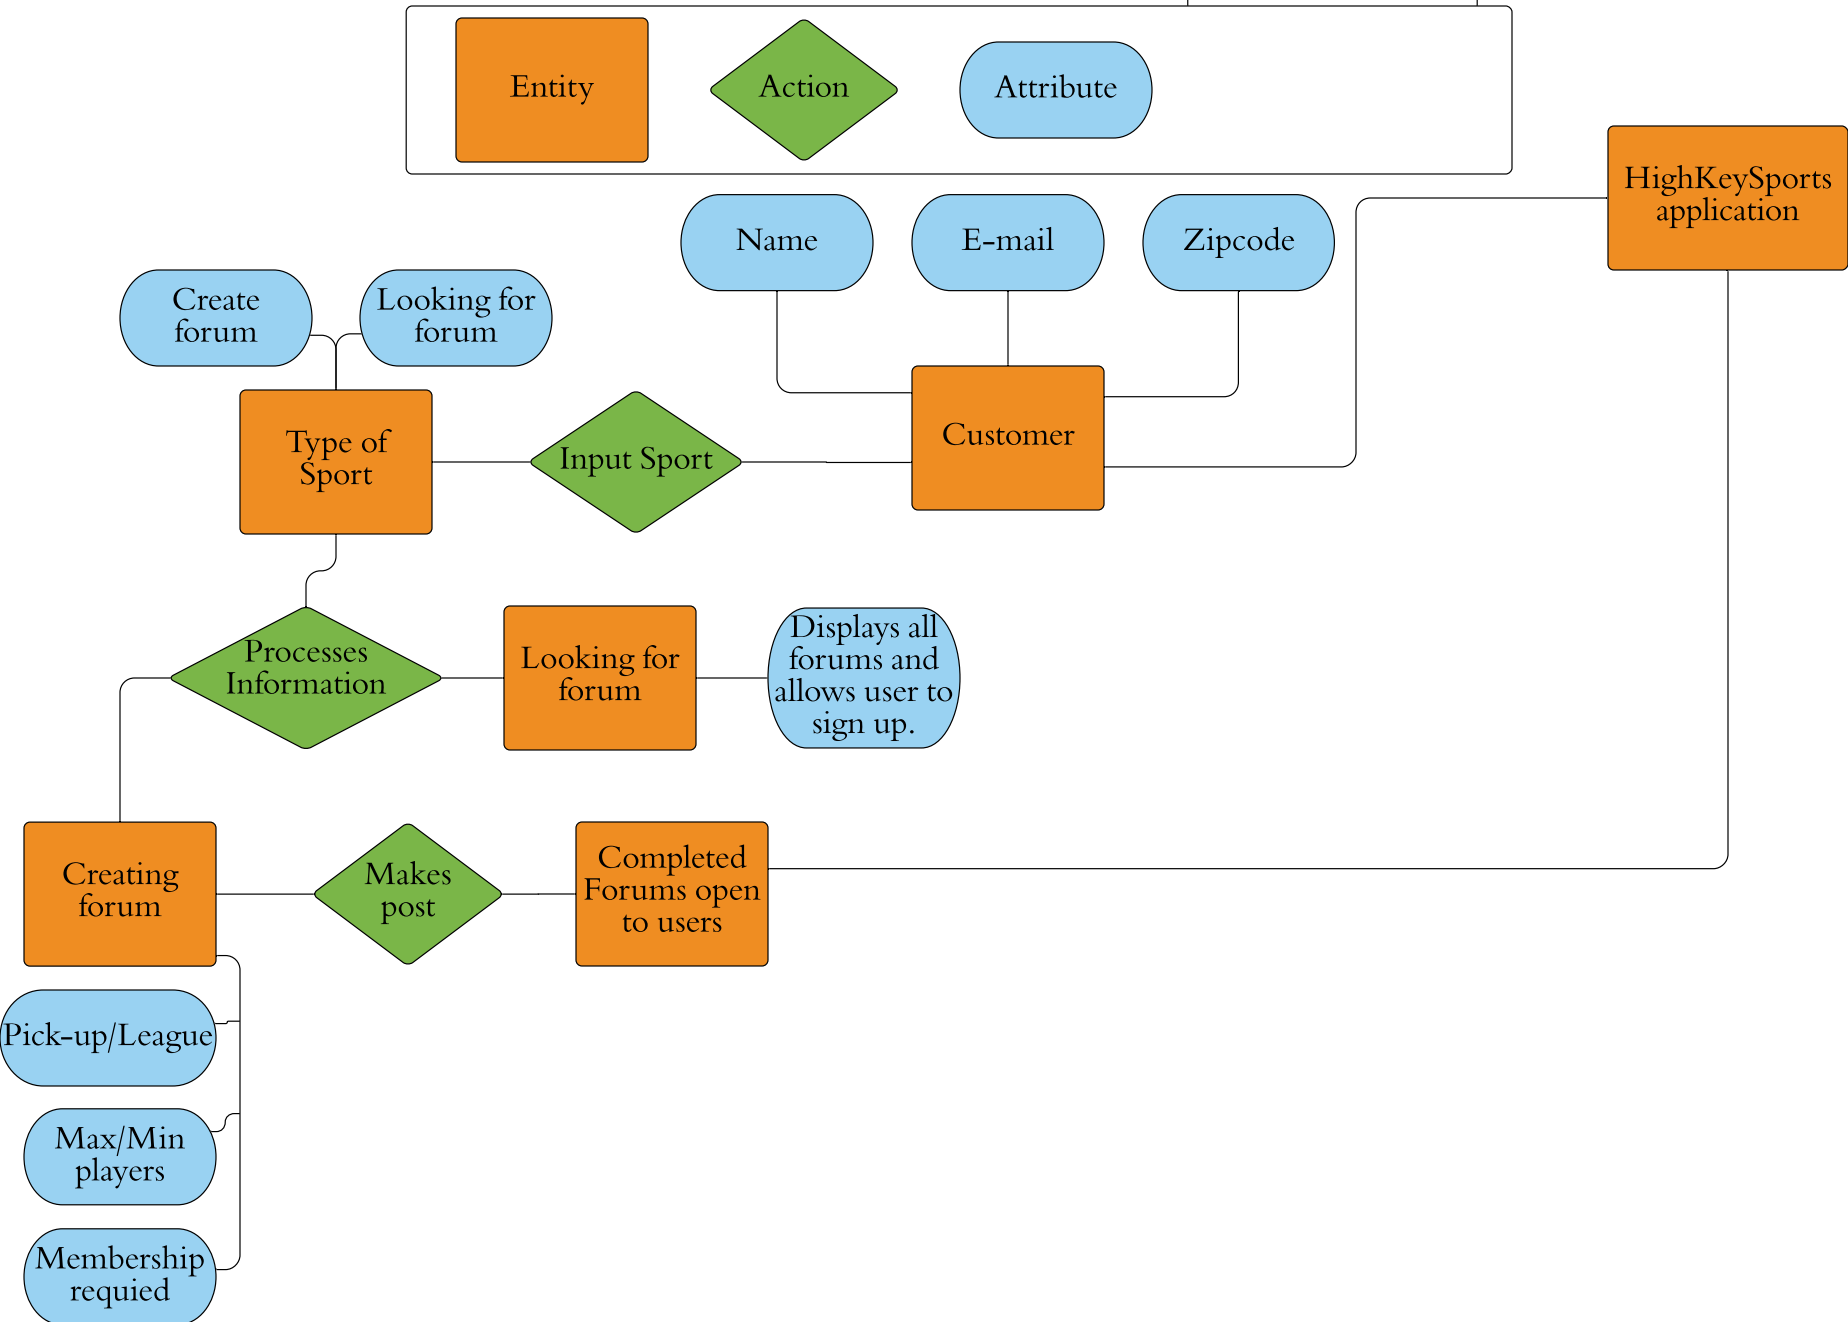 Entity
Action
Attribute
HighKeySports
application
Name
E-mail
Zipcode
Create
forum
Looking for
forum
Customer
Type of
Sport
Input Sport
Processes
Information
Looking for
forum
Displays all
forums and
allows user to
sign up.
Creating
forum
Makes
post
Completed
Forums open
to users
Pick-up/League
Max/Min
players
Membership
requied